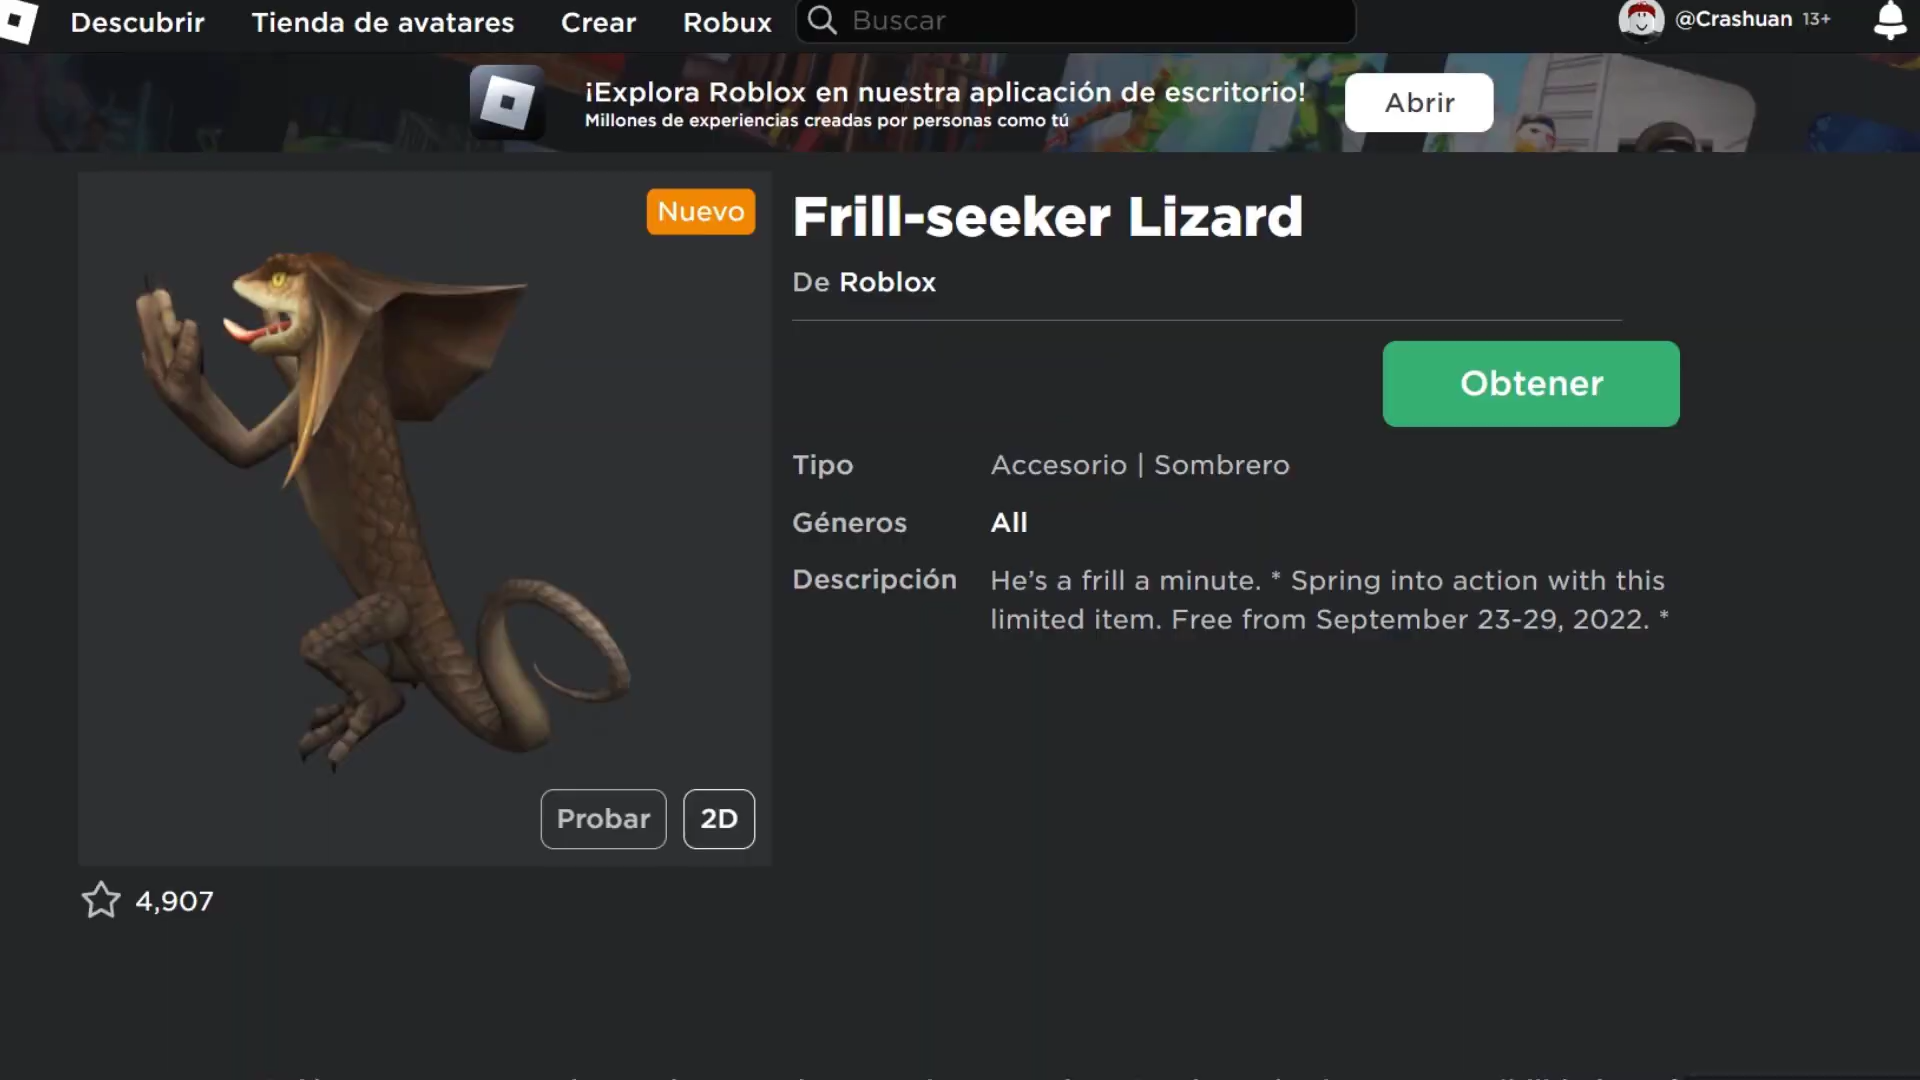 Descubrir
Tienda de avatares
Crear
Robux
Buscar
@Crashuan 13+
¡Explora Roblox en nuestra aplicación de escritorio!
Millones de experiencias creadas por personas como tú
Abrir
Nuevo
Frill-seeker Lizard
De Roblox
Obtener
Tipo Accesorio | Sombrero
Géneros All
Descripción He’s a frill a minute. * Spring into action with this
limited item. Free from September 23-29, 2022. *
Probar
2D
4,907